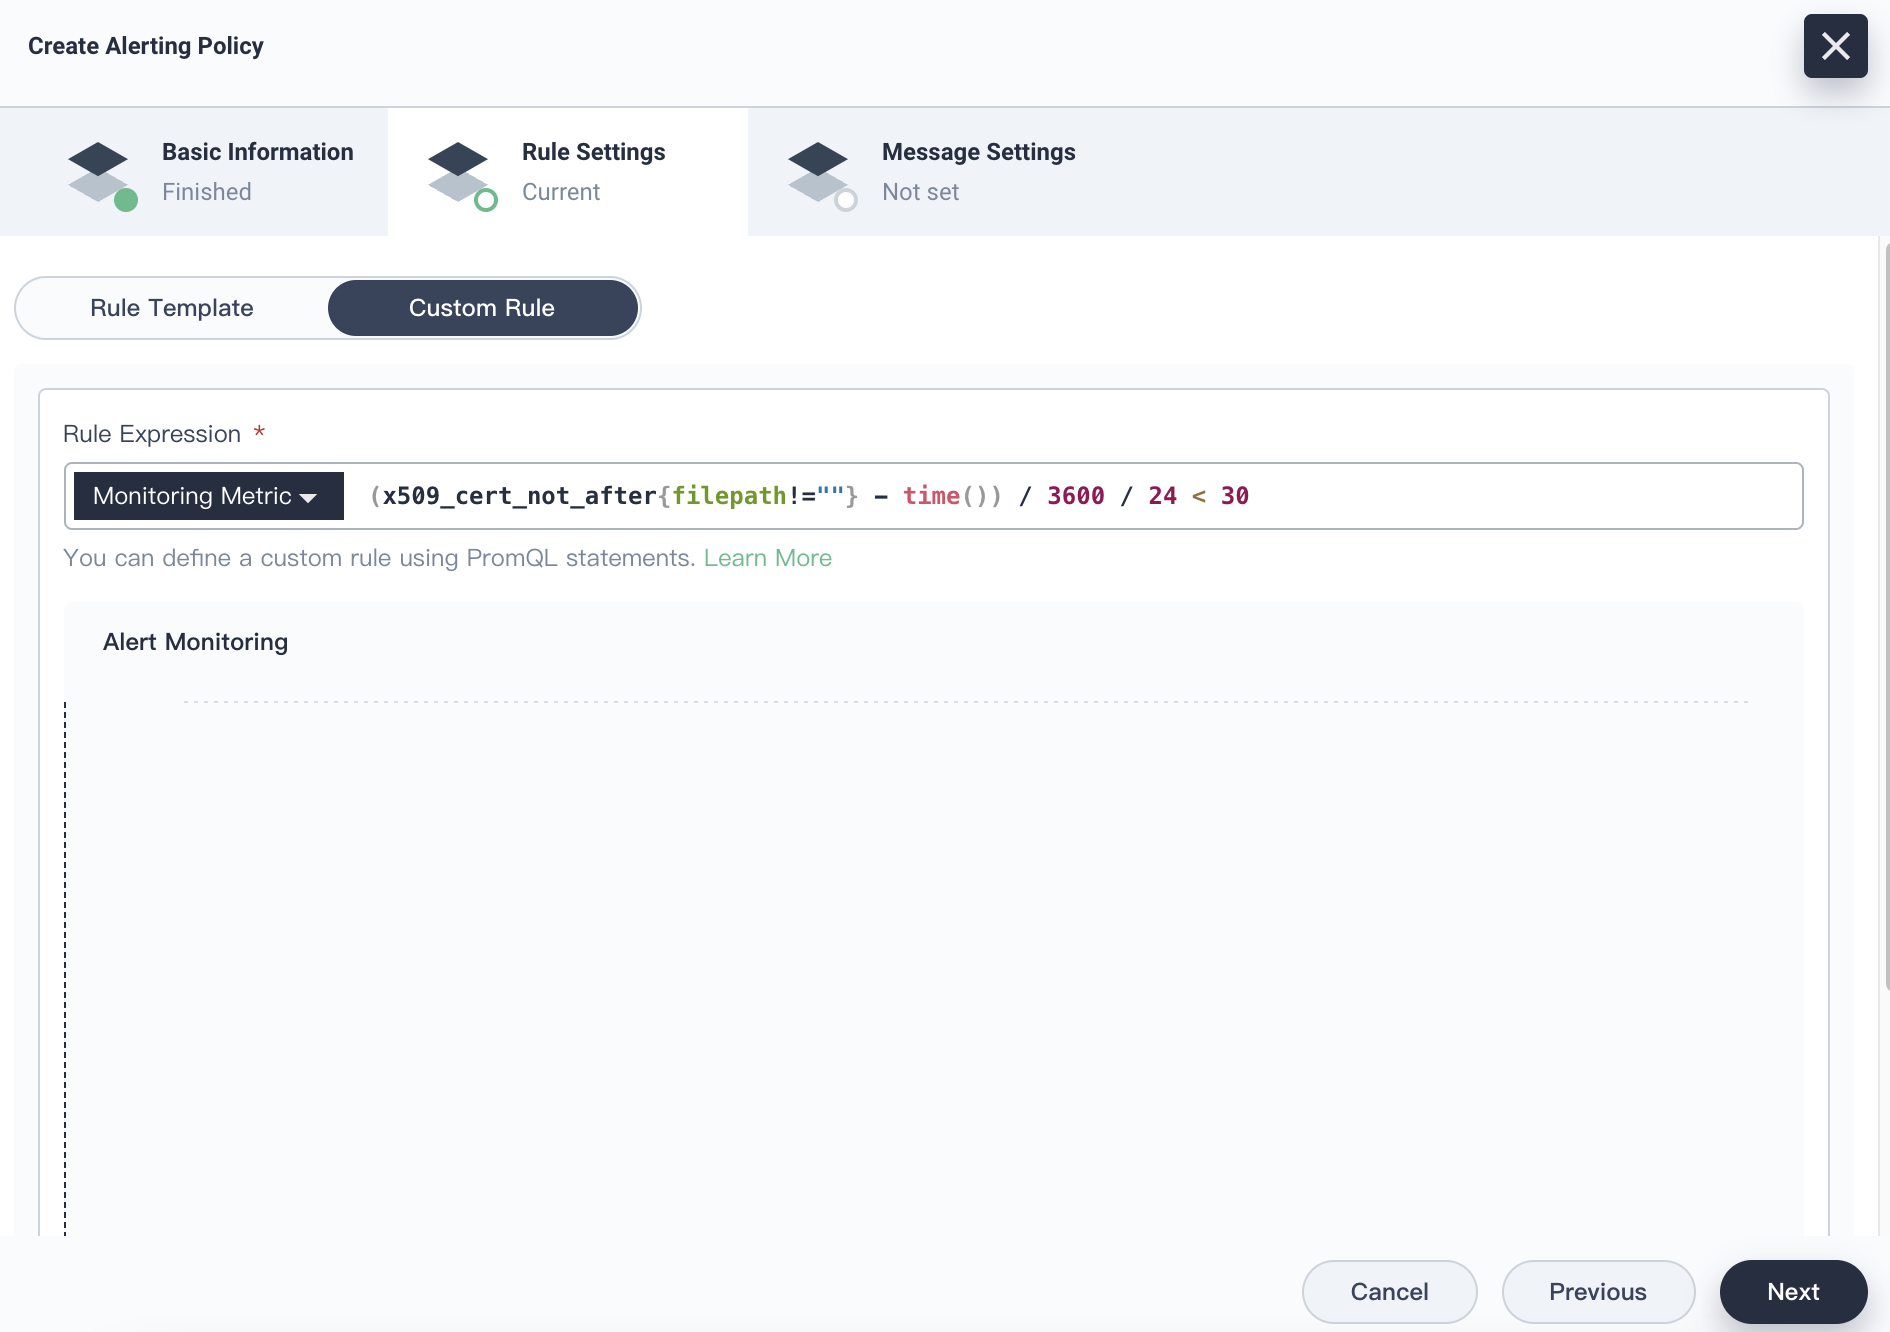 Create Alerting Policy
Basic Information
Finished
Rule Settings
Current
Message Settings
Not set
Rule Template
Custom Rule
Rule Expression *
Monitoring Metric
(x509_cert_not_after{filepath!=""} - time()) / 3600 / 24 < 30
You can define a custom rule using PromQL statements. Learn More
Alert Monitoring
Cancel
Previous
Next